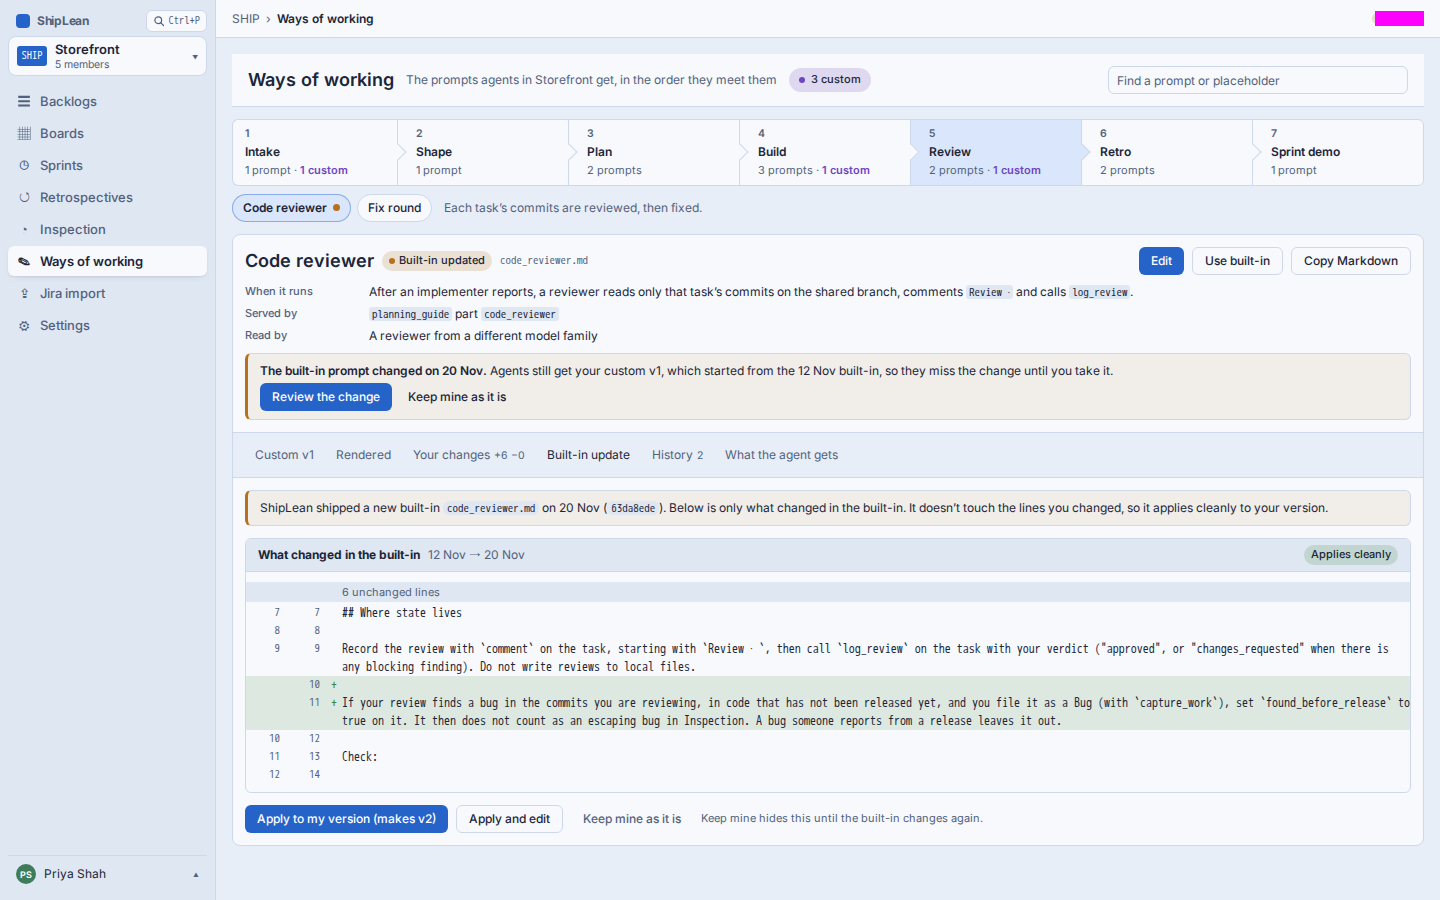 ShipLean
Ctrl+P
SHIP
Storefront
5 members
Backlogs
Boards
Sprints
Retrospectives
Inspection
Ways of working
Jira import
Settings
PS
Priya Shah
SHIP › Ways of working
Ways of working
The prompts agents in Storefront get, in the order they meet them
3 custom
Find a prompt or placeholder
1
Intake
1 prompt · 1 custom
2
Shape
1 prompt
3
Plan
2 prompts
4
Build
3 prompts · 1 custom
5
Review
2 prompts · 1 custom
6
Retro
2 prompts
7
Sprint demo
1 prompt
Code reviewer
Fix round
Each task’s commits are reviewed, then fixed.
Code reviewer
Built-in updated
code_reviewer.md
Edit
Use built-in
Copy Markdown
When it runs
After an implementer reports, a reviewer reads only that task’s commits on the shared branch, comments Review · and calls log_review.
Served by
planning_guide part code_reviewer
Read by
A reviewer from a different model family
The built-in prompt changed on 20 Nov. Agents still get your custom v1, which started from the 12 Nov built-in, so they miss the change until you take it.
Review the change
Keep mine as it is
Custom v1
Rendered
Your changes +6 −0
Built-in update
History 2
What the agent gets
ShipLean shipped a new built-in code_reviewer.md on 20 Nov ( 63da8ede ). Below is only what changed in the built-in. It doesn’t touch the lines you changed, so it applies cleanly to your version.
What changed in the built-in 12 Nov → 20 Nov
Applies cleanly
6 unchanged lines
7 7 ## Where state lives
8 8
9 9 Record the review with `comment` on the task, starting with `Review · `, then call `log_review` on the task with your verdict ("approved", or "changes_requested" when there is
any blocking finding). Do not write reviews to local files.
10 +
11 + If your review finds a bug in the commits you are reviewing, in code that has not been released yet, and you file it as a Bug (with `capture_work`), set `found_before_release` to
true on it. It then does not count as an escaping bug in Inspection. A bug someone reports from a release leaves it out.
10 12
11 13 Check:
12 14
Apply to my version (makes v2)
Apply and edit
Keep mine as it is
Keep mine hides this until the built-in changes again.